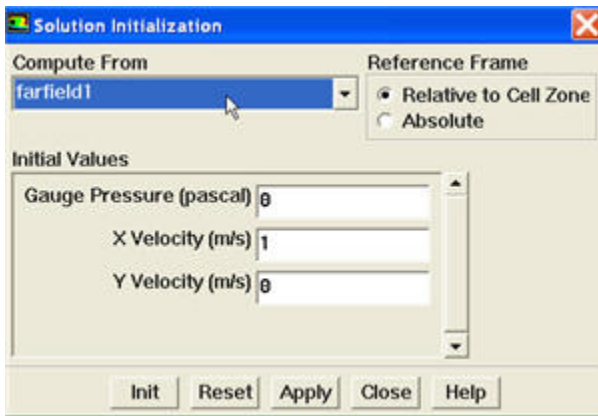 Solution Initialization
Compute From
farfield1
Reference Frame
Relative to Cell Zone
Absolute
Initial Values
Gauge Pressure (pascal) 0
X Velocity (m/s) 1
Y Velocity (m/s) 0
Init Reset Apply Close Help